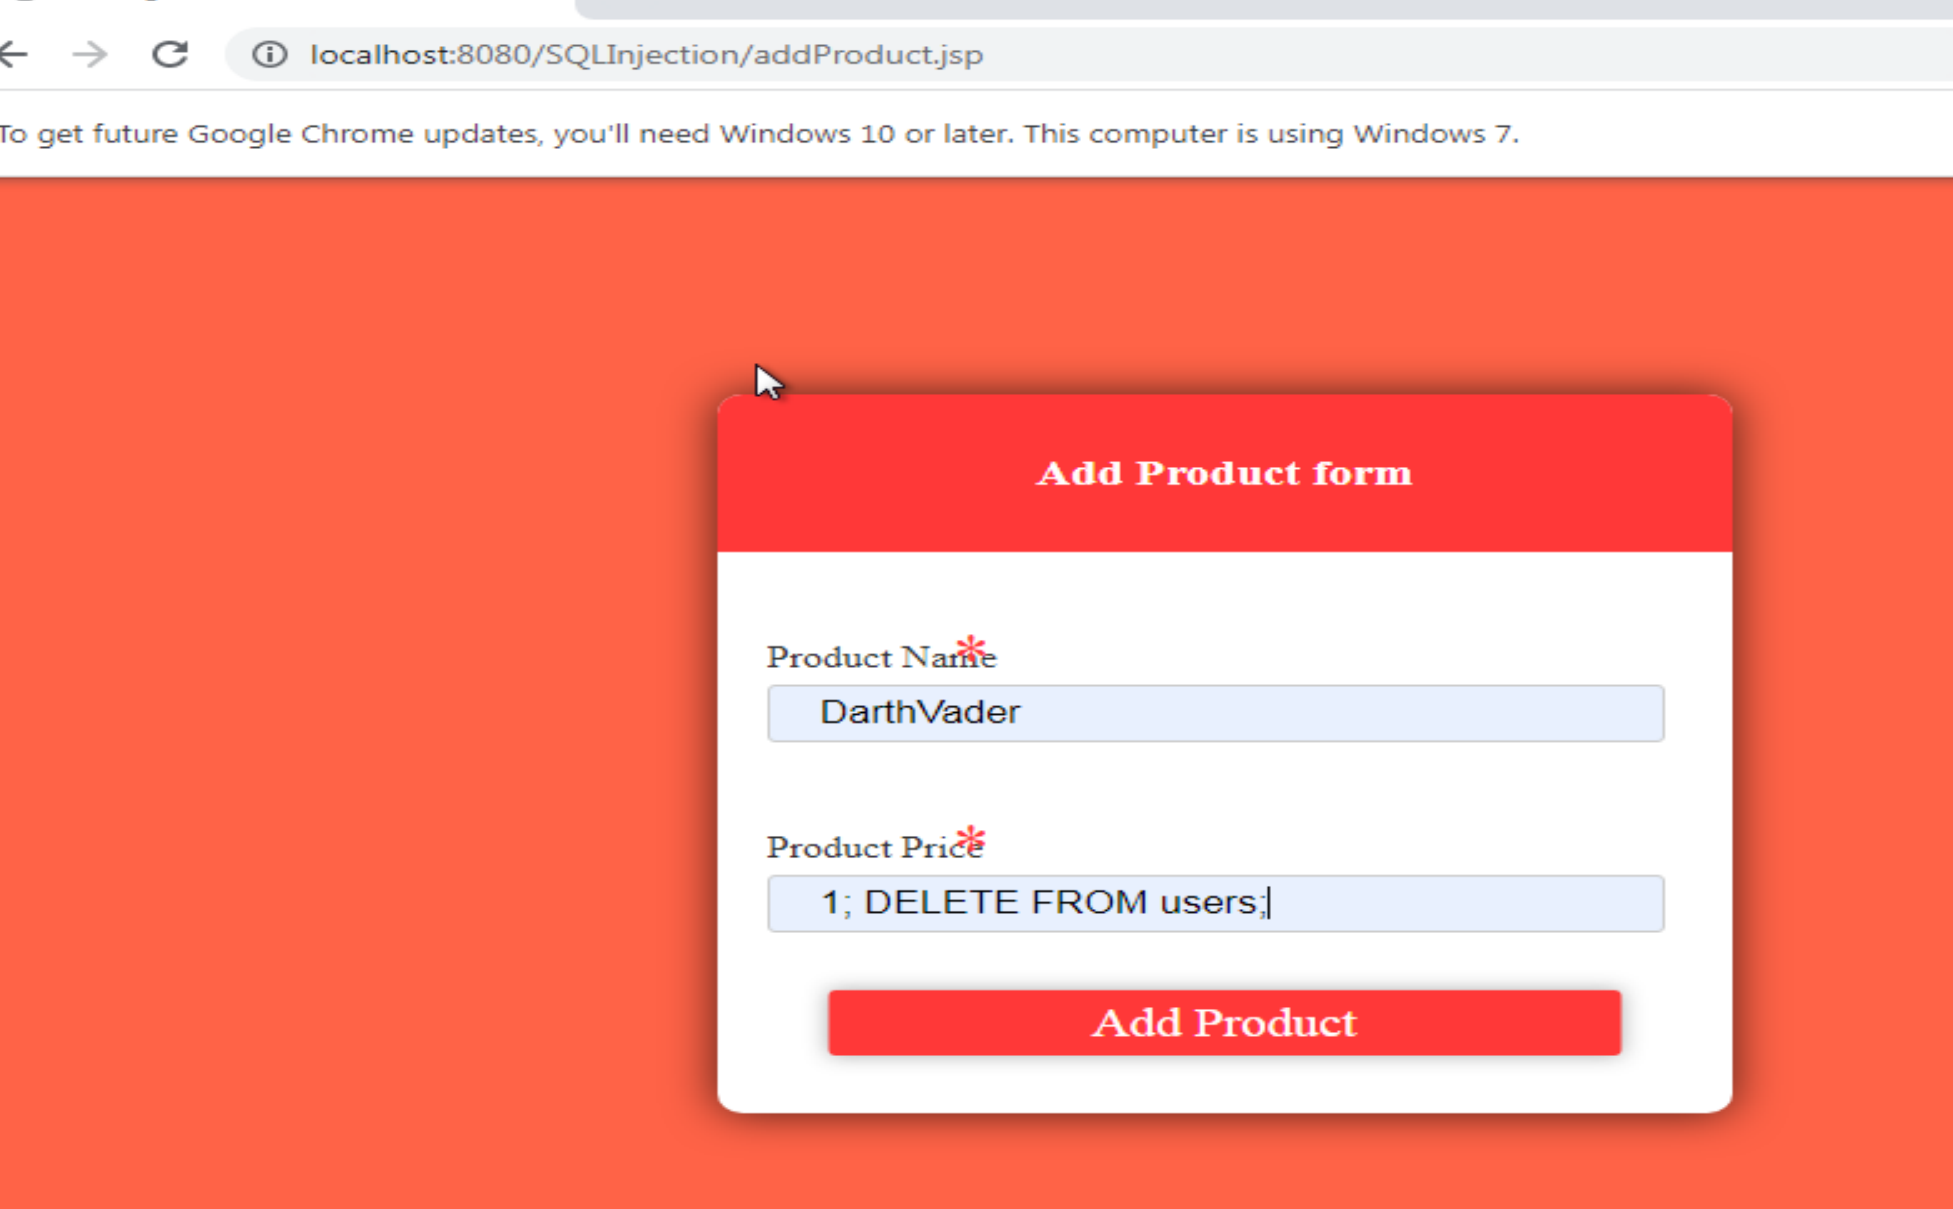 localhost:8080/SQLInjection/addProduct.jsp
To get future Google Chrome updates, you'll need Windows 10 or later. This computer is using Windows 7.
Add Product form
Product Name*
DarthVader
Product Price*
1; DELETE FROM users;
Add Product